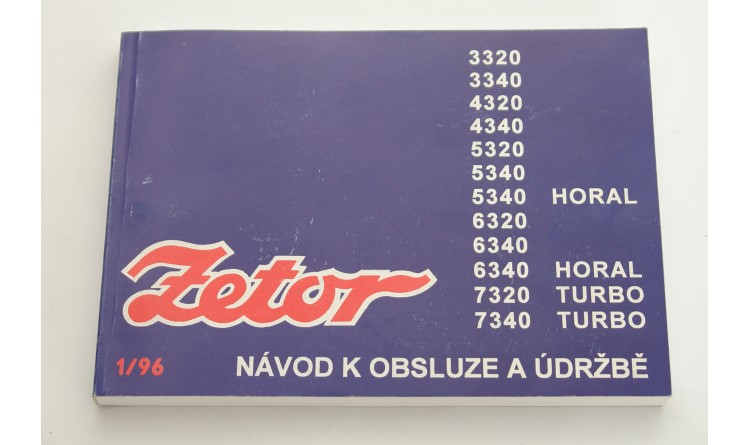 3320
3340
4320
4340
5320
5340
5340 HORAL
6320
6340
6340 HORAL
7320 TURBO
7340 TURBO
Zetor
1/96 NÁVOD K OBSLUZE A ÚDRŽBĚ